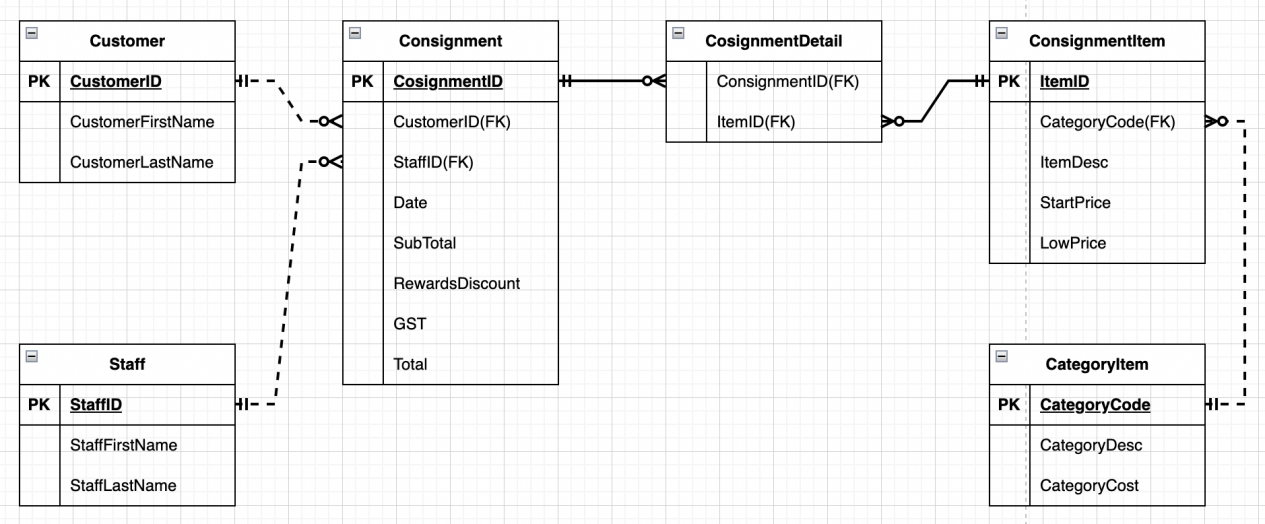 Customer
PK CustomerID
CustomerFirstName
CustomerLastName
Consignment
PK CosignmentID
CustomerID(FK)
StaffID(FK)
Date
SubTotal
RewardsDiscount
GST
Total
CosignmentDetail
ConsignmentID(FK)
ItemID(FK)
ConsignmentItem
PK ItemID
CategoryCode(FK)
ItemDesc
StartPrice
LowPrice
Staff
PK StaffID
StaffFirstName
StaffLastName
CategoryItem
PK CategoryCode
CategoryDesc
CategoryCost